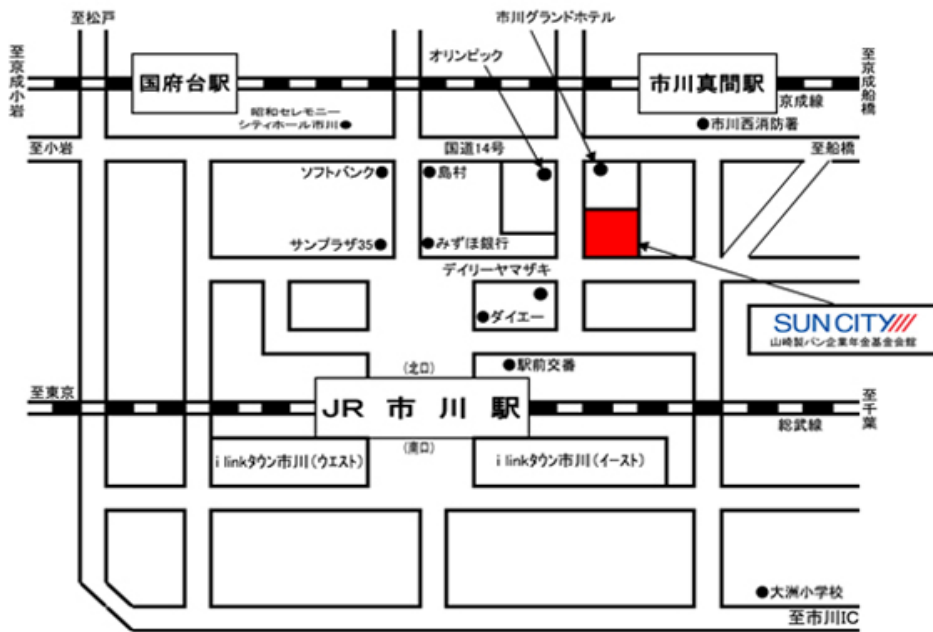 至松戸
市川グランドホテル
オリンピック
至京成小岩
国府台駅
市川真間駅
至京成船橋
京成線
昭和セレモニー
シティホール市川
市川西消防署
至小岩
国道14号
至船橋
ソフトバンク
島村
サンプラザ35
みずほ銀行
デイリーヤマザキ
ダイエー
SUN CITY
山崎製パン企業年金基金会館
(北口)
駅前交番
至東京
JR 市川駅
至千葉
総武線
(南口)
i linkタウン市川(ウエスト)
i linkタウン市川(イースト)
大洲小学校
至市川IC